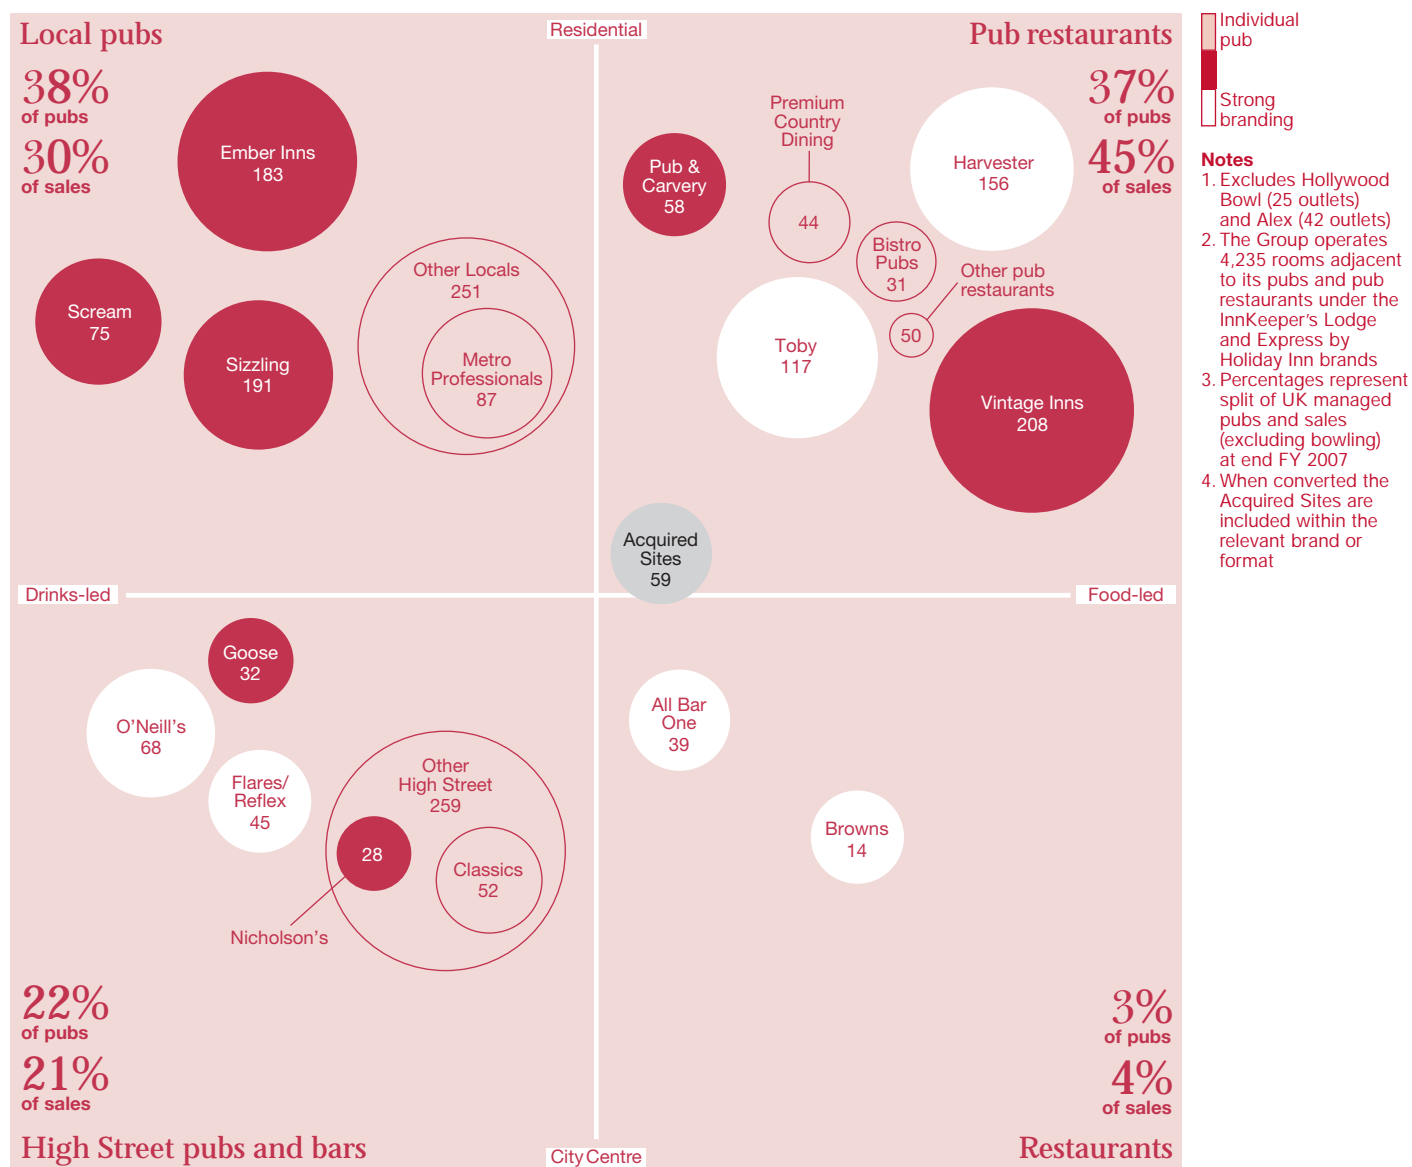 Local pubs
38%
of pubs
30%
of sales
Residential
Pub restaurants
37%
of pubs
45%
of sales
Ember Inns
183
Scream
75
Sizzling
191
Other Locals
251
Metro
Professionals
87
Pub &
Carvery
58
Premium
Country
Dining
44
Harvester
156
Bistro
Pubs
31
Other pub
restaurants
50
Toby
117
Vintage Inns
208
Acquired
Sites
59
Drinks-led
Food-led
Goose
32
O’Neill’s
68
Flares/
Reflex
45
Other
High Street
259
28
Classics
52
Nicholson’s
All Bar
One
39
Browns
14
22%
of pubs
21%
of sales
High Street pubs and bars
City Centre
3%
of pubs
4%
of sales
Restaurants
Individual
pub
Strong
branding
Notes
1. Excludes Hollywood
Bowl (25 outlets)
and Alex (42 outlets)
2. The Group operates
4,235 rooms adjacent
to its pubs and pub
restaurants under the
InnKeeper’s Lodge
and Express by
Holiday Inn brands
3. Percentages represent
split of UK managed
pubs and sales
(excluding bowling)
at end FY 2007
4. When converted the
Acquired Sites are
included within the
relevant brand or
format